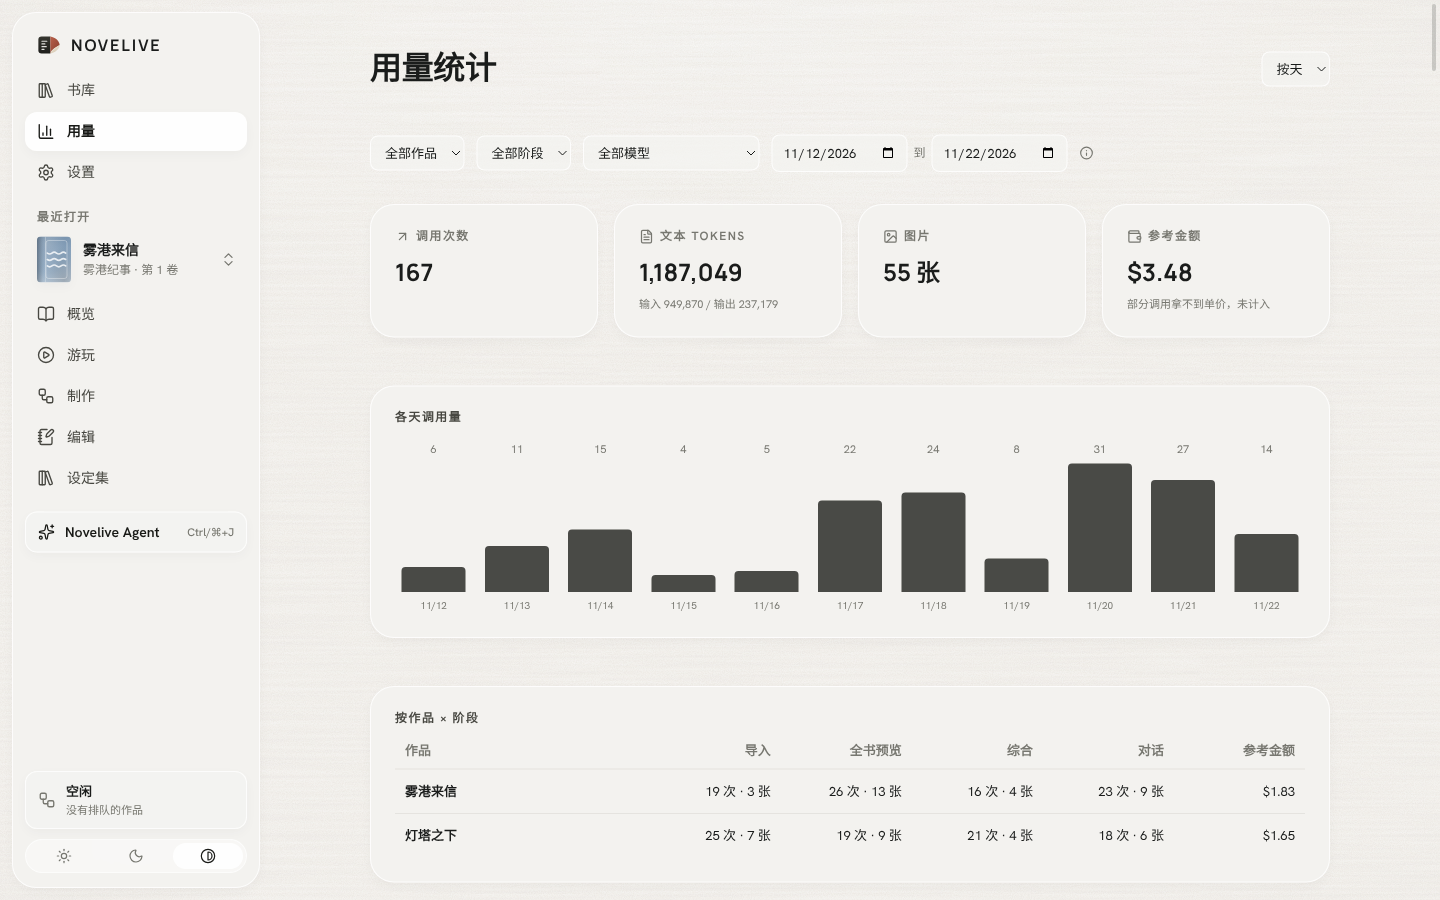 NOVELIVE
书库
用量
设置
最近打开
雾港来信
雾港纪事 · 第 1 卷
概览
游玩
制作
编辑
设定集
Novelive Agent Ctrl/⌘+J
空闲
没有排队的作品
用量统计
按天
全部作品 全部阶段 全部模型 11/12/2026 到 11/22/2026
调用次数
167
文本 TOKENS
1,187,049
输入 949,870 / 输出 237,179
图片
55 张
参考金额
$3.48
部分调用拿不到单价，未计入
各天调用量
6 11 15 4 5 22 24 8 31 27 14
11/12 11/13 11/14 11/15 11/16 11/17 11/18 11/19 11/20 11/21 11/22
按作品 × 阶段
作品 导入 全书预览 综合 对话 参考金额
雾港来信 19 次 · 3 张 26 次 · 13 张 16 次 · 4 张 23 次 · 9 张 $1.83
灯塔之下 25 次 · 7 张 19 次 · 9 张 21 次 · 4 张 18 次 · 6 张 $1.65